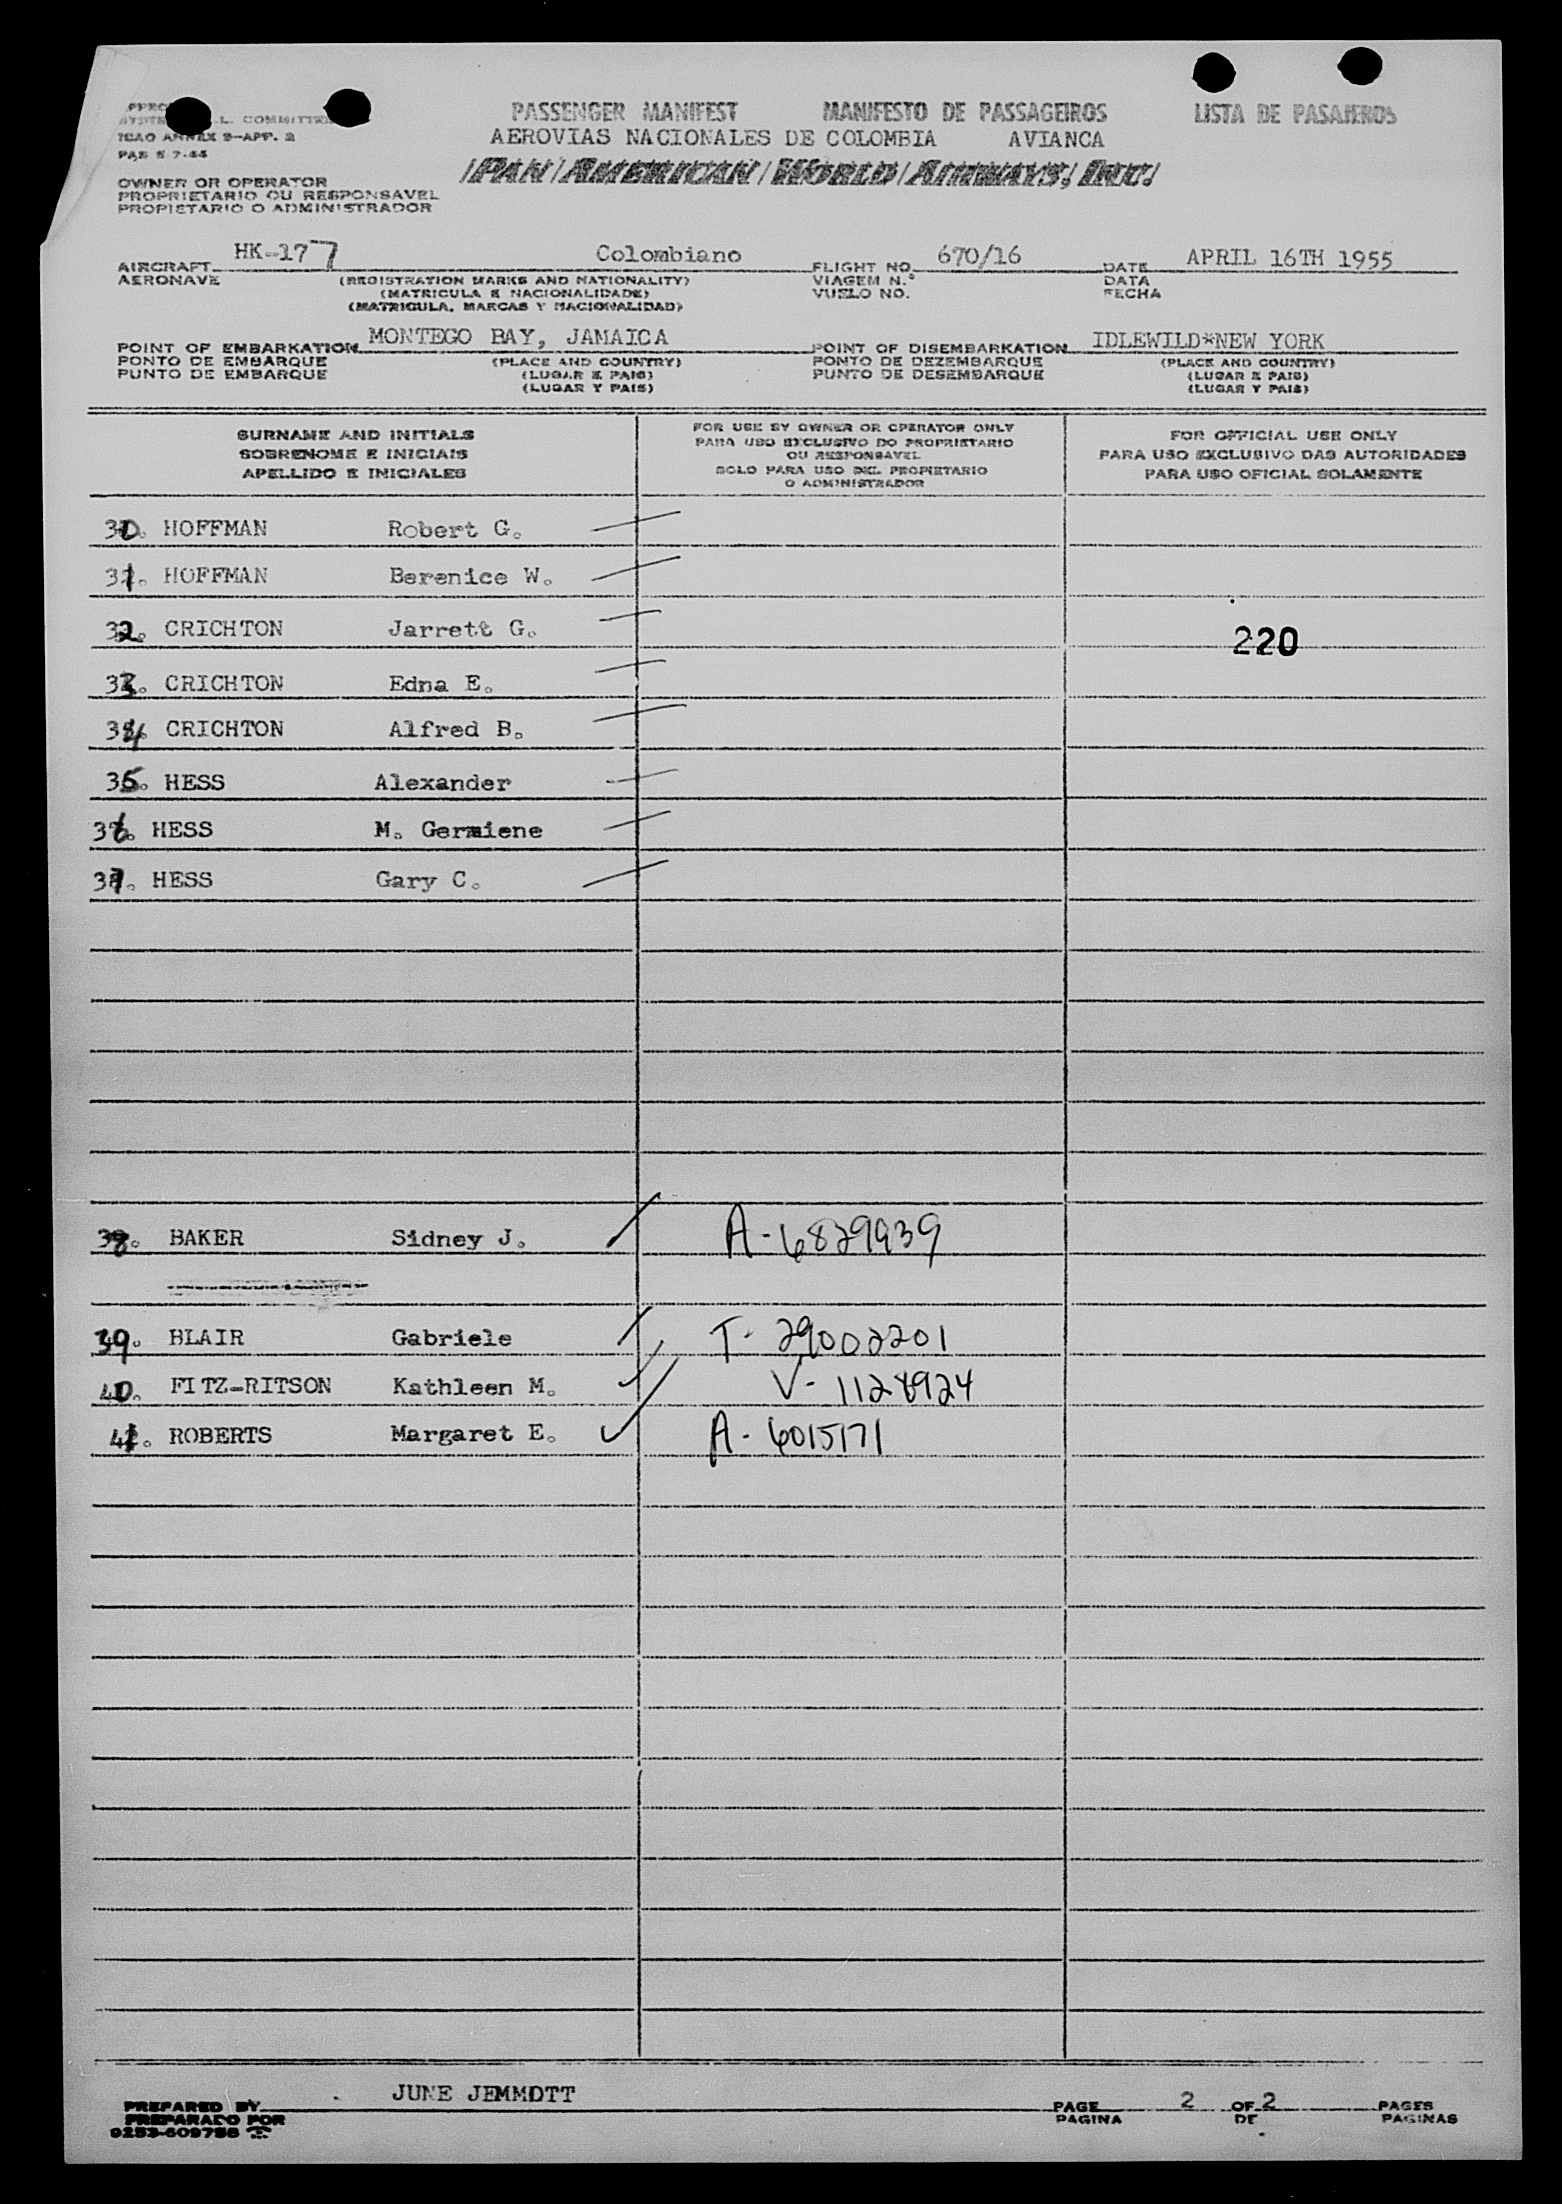 PASSENGER MANIFEST MANIFESTO DE PASSAGEIROS LISTA DE PASAJEROS
AEROVIAS NACIONALES DE COLOMBIA AVIANCA
PAN AMERICAN WORLD AIRWAYS, INC.
L. COMMITTEE
ICAO ANNEX 9-APP. 2
OWNER OR OPERATOR
PROPRIETARIO OU RESPONSAVEL
PROPIETARIO O ADMINISTRADOR
AIRCRAFT HK-177 Colombiano FLIGHT NO. 670/16 DATE APRIL 16TH 1955
AERONAVE (REGISTRATION MARKS AND NATIONALITY) VIAGEM N.º DATA
(MATRICULA E NACIONALIDADE) VUELO NO. FECHA
(MATRICULA, MARCAS Y NACIONALIDAD)
POINT OF EMBARKATION MONTEGO BAY, JAMAICA POINT OF DISEMBARKATION IDLEWILD*NEW YORK
PONTO DE EMBARQUE (PLACE AND COUNTRY) PONTO DE DEZEMBARQUE (PLACE AND COUNTRY)
PUNTO DE EMBARQUE (LUGAR E PAIS) PUNTO DE DESEMBARQUE (LUGAR E PAIS)
(LUGAR Y PAIS) (LUGAR Y PAIS)
SURNAME AND INITIALS
SOBRENOME E INICIAIS
APELLIDO E INICIALES
FOR USE BY OWNER OR OPERATOR ONLY
PARA USO EXCLUSIVO DO PROPRIETARIO
OU RESPONSAVEL
SOLO PARA USO DEL PROPIETARIO
O ADMINISTRADOR
FOR OFFICIAL USE ONLY
PARA USO EXCLUSIVO DAS AUTORIDADES
PARA USO OFICIAL SOLAMENTE
30. HOFFMAN Robert G.
31. HOFFMAN Berenice W.
32. CRICHTON Jarrett G.
220
33. CRICHTON Edna E.
34. CRICHTON Alfred B.
35. HESS Alexander
36. HESS M. Germiene
37. HESS Gary C.
38. BAKER Sidney J. A-6829939
39. BLAIR Gabriele T-29002201
40. FITZ-RITSON Kathleen M. V-1128924
41. ROBERTS Margaret E. A-6015171
PREPARED BY JUNE JEMMOTT PAGE 2 OF 2 PAGES
PREPARADO POR PAGINA DE PAGINAS